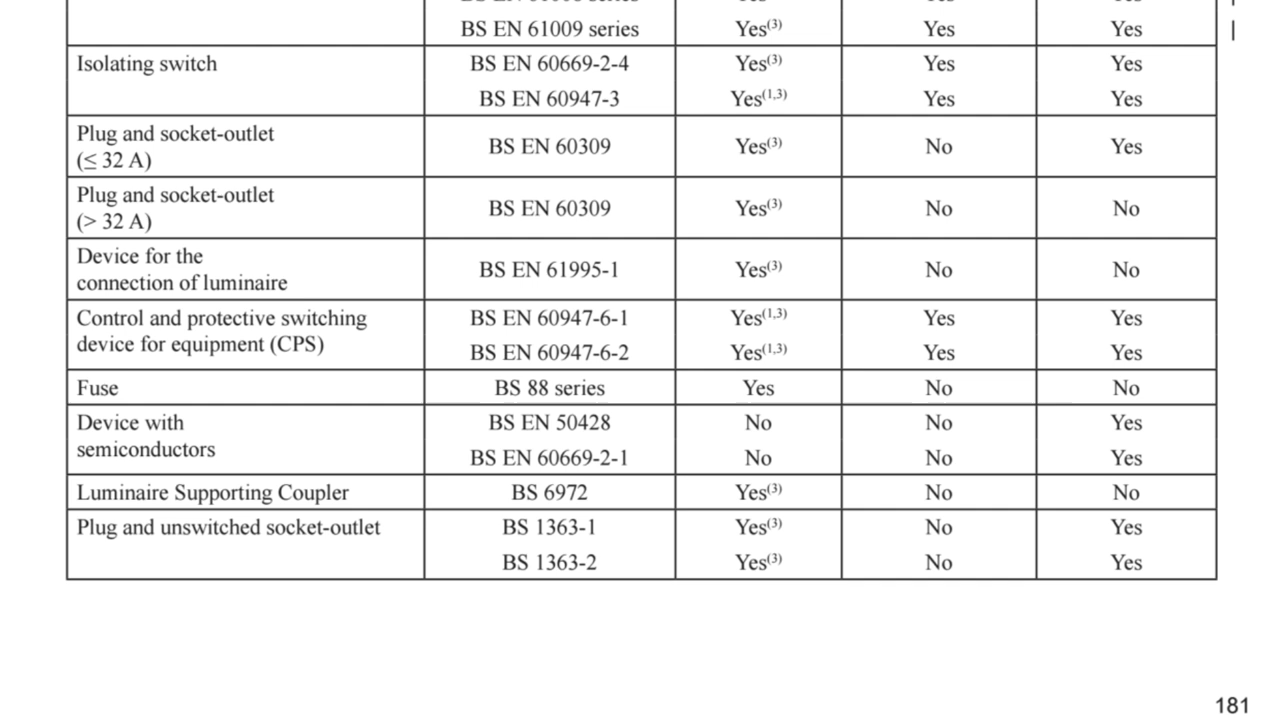 BS EN 61009 series Yes(3) Yes Yes
Isolating switch BS EN 60669-2-4 Yes(3) Yes Yes
BS EN 60947-3 Yes(1,3) Yes Yes
Plug and socket-outlet
(≤ 32 A) BS EN 60309 Yes(3) No Yes
Plug and socket-outlet
(> 32 A) BS EN 60309 Yes(3) No No
Device for the
connection of luminaire BS EN 61995-1 Yes(3) No No
Control and protective switching BS EN 60947-6-1 Yes(1,3) Yes Yes
device for equipment (CPS) BS EN 60947-6-2 Yes(1,3) Yes Yes
Fuse BS 88 series Yes No No
Device with BS EN 50428 No No Yes
semiconductors BS EN 60669-2-1 No No Yes
Luminaire Supporting Coupler BS 6972 Yes(3) No No
Plug and unswitched socket-outlet BS 1363-1 Yes(3) No Yes
BS 1363-2 Yes(3) No Yes
181